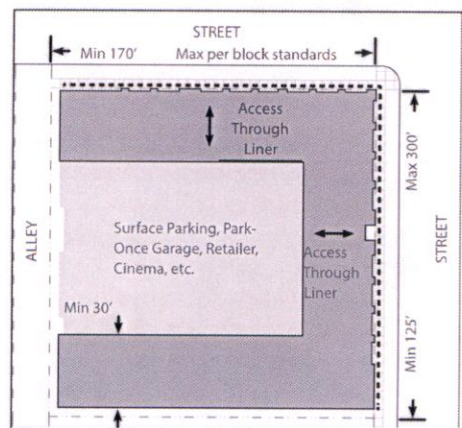 STREET
Min 170' Max per block standards
Access
Through
Liner
Max 300'
ALLEY
Surface Parking, Park-
Once Garage, Retailer,
Cinema, etc.
Access
Through
Liner
STREET
Min 30'
Min 125'